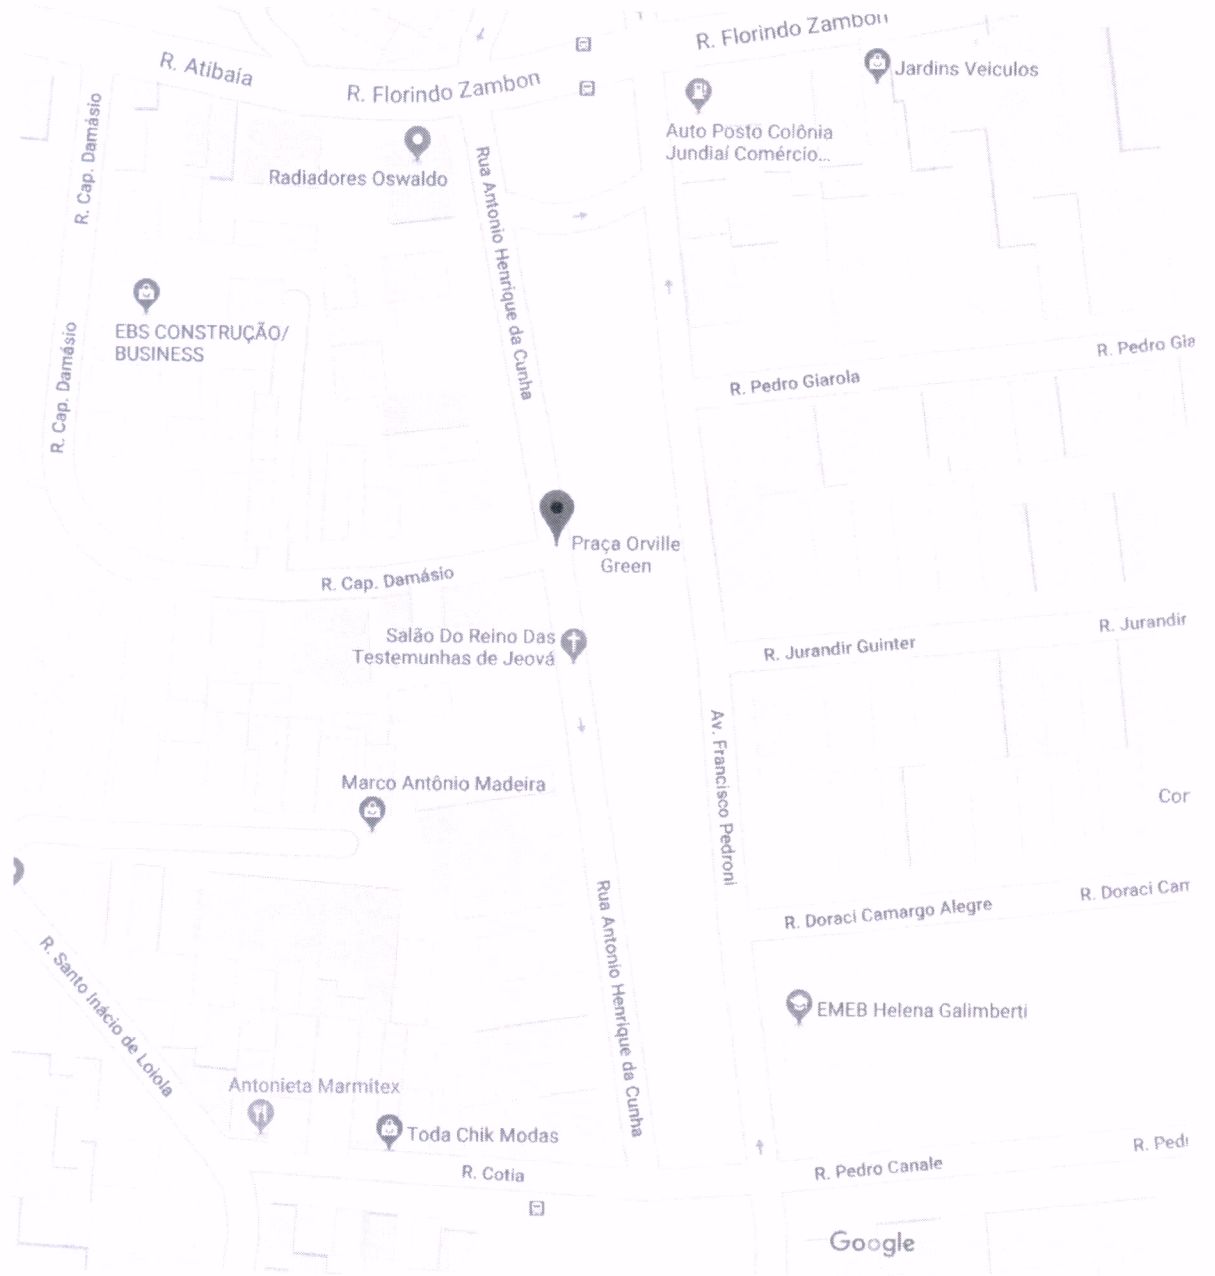 R. Florindo Zambon
R. Atibaia
R. Florindo Zambon
Jardins Veiculos
Auto Posto Colônia
Jundiaí Comércio...
R. Cap. Damásio
Radiadores Oswaldo
Rua Antonio Henrique da Cunha
EBS CONSTRUÇÃO/
BUSINESS
R. Cap. Damásio
R. Pedro Giarola
R. Pedro Gia
Praça Orville
Green
R. Cap. Damásio
Salão Do Reino Das
Testemunhas de Jeová
R. Jurandir Guinter
R. Jurandir
Av. Francisco Pedroni
Marco Antônio Madeira
Cor
Rua Antonio Henrique da Cunha
R. Doraci Camargo Alegre
R. Doraci Cam
R. Santo Inácio de Loiola
EMEB Helena Galimberti
Antonieta Marmitex
Toda Chik Modas
R. Cotia
R. Pedro Canale
R. Pedr
Google